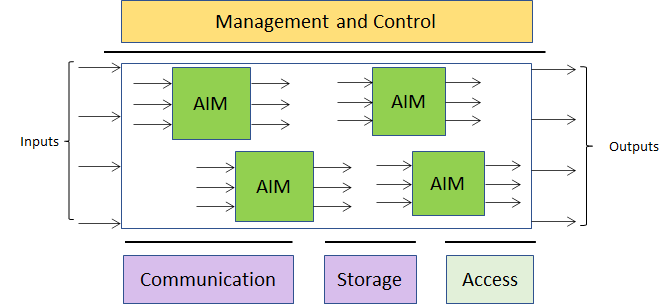 Management and Control
AIM
AIM
Inputs
Outputs
AIM
AIM
Communication
Storage
Access